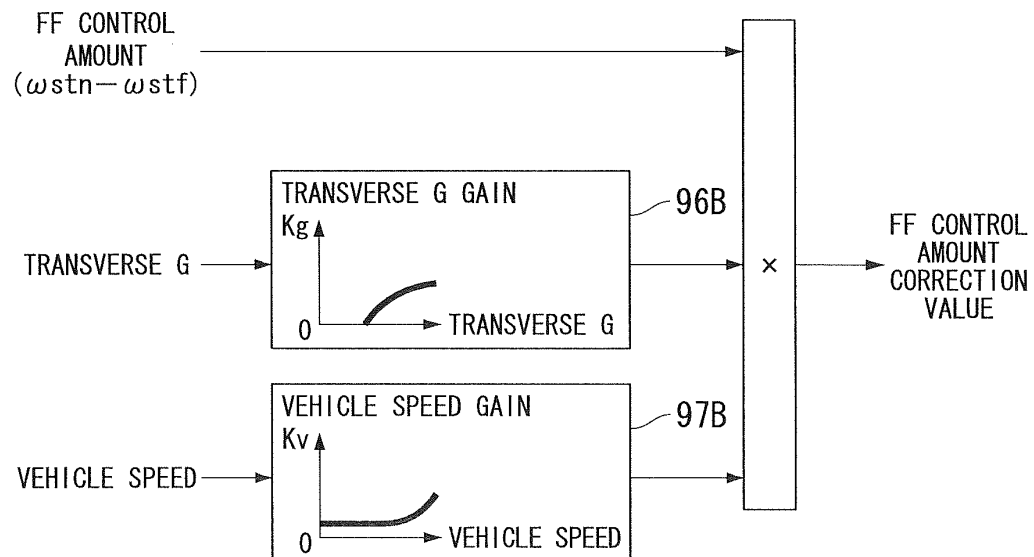 FF CONTROL
AMOUNT
(ωstn－ωstf)
TRANSVERSE G GAIN
Kg
96B
TRANSVERSE G
0
TRANSVERSE G
×
FF CONTROL
AMOUNT
CORRECTION
VALUE
VEHICLE SPEED GAIN
Kv
97B
VEHICLE SPEED
0
VEHICLE SPEED